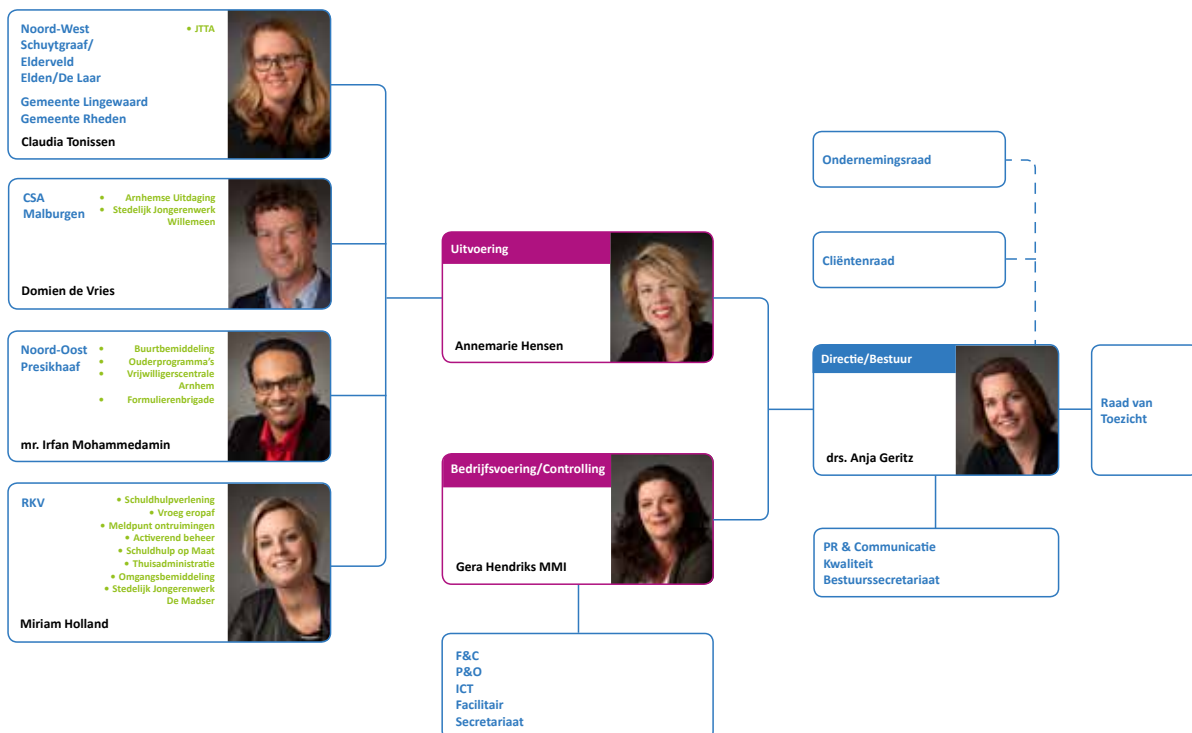 Noord-West
Schuytgraaf/
Elderveld
Elden/De Laar
Gemeente Lingewaard
Gemeente Rheden
• JTTA
Claudia Tonissen
CSA
Malburgen
• Arnhemse Uitdaging
• Stedelijk Jongerenwerk
Willemeen
Domien de Vries
Noord-Oost
Presikhaaf
• Buurtbemiddeling
• Ouderprogramma's
• Vrijwilligerscentrale
Arnhem
• Formulierenbrigade
mr. Irfan Mohammedamin
RKV
• Schuldhulpverlening
• Vroeg eropaf
• Meldpunt ontruimingen
• Activerend beheer
• Schuldhulp op Maat
• Thuisadministratie
• Omgangsbemiddeling
• Stedelijk Jongerenwerk
De Madser
Miriam Holland
Uitvoering
Annemarie Hensen
Bedrijfsvoering/Controlling
Gera Hendriks MMI
F&C
P&O
ICT
Facilitair
Secretariaat
Ondernemingsraad
Cliëntenraad
Directie/Bestuur
drs. Anja Geritz
Raad van
Toezicht
PR & Communicatie
Kwaliteit
Bestuurssecretariaat